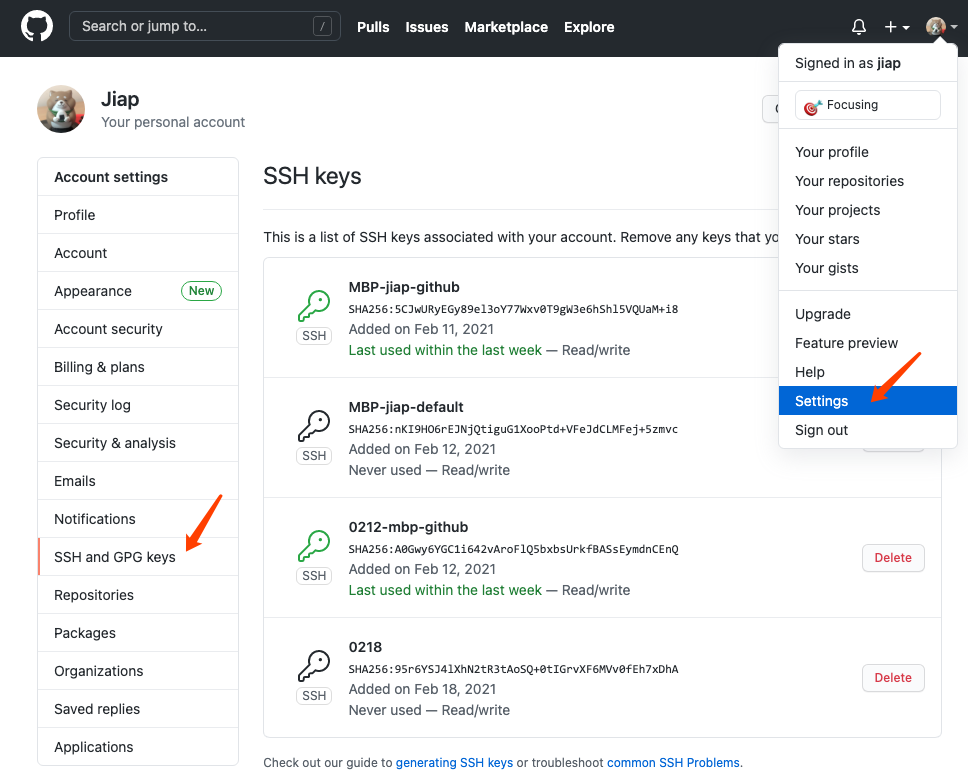 Search or jump to...
/
Pulls
Issues
Marketplace
Explore
Signed in as jiap
Focusing
Your profile
Your repositories
Your projects
Your stars
Your gists
Upgrade
Feature preview
Help
Settings
Sign out
Jiap
Your personal account
Account settings
Profile
Account
Appearance
New
Account security
Billing & plans
Security log
Security & analysis
Emails
Notifications
SSH and GPG keys
Repositories
Packages
Organizations
Saved replies
Applications
SSH keys
This is a list of SSH keys associated with your account. Remove any keys that
MBP-jiap-github
SHA256:5CJwURyEGy89el3oY77Wxv0T9gW3e6hShl5VQUaM+i8
SSH
Added on Feb 11, 2021
Last used within the last week — Read/write
MBP-jiap-default
SHA256:nKI9HO6rEJNjQtiguG1XooPtd+VFeJdCLMFej+5zmvc
SSH
Added on Feb 12, 2021
Never used — Read/write
0212-mbp-github
SHA256:A0Gwy6YGC1i642vAroFlQ5bxbsUrkfBASsEymdnCEnQ
SSH
Added on Feb 12, 2021
Last used within the last week — Read/write
Delete
0218
SHA256:95r6YSJ4lXhN2tR3tAoSQ+0tIGrvXF6MVv0fEh7xDhA
SSH
Added on Feb 18, 2021
Never used — Read/write
Delete
Check out our guide to generating SSH keys or troubleshoot common SSH Problems.